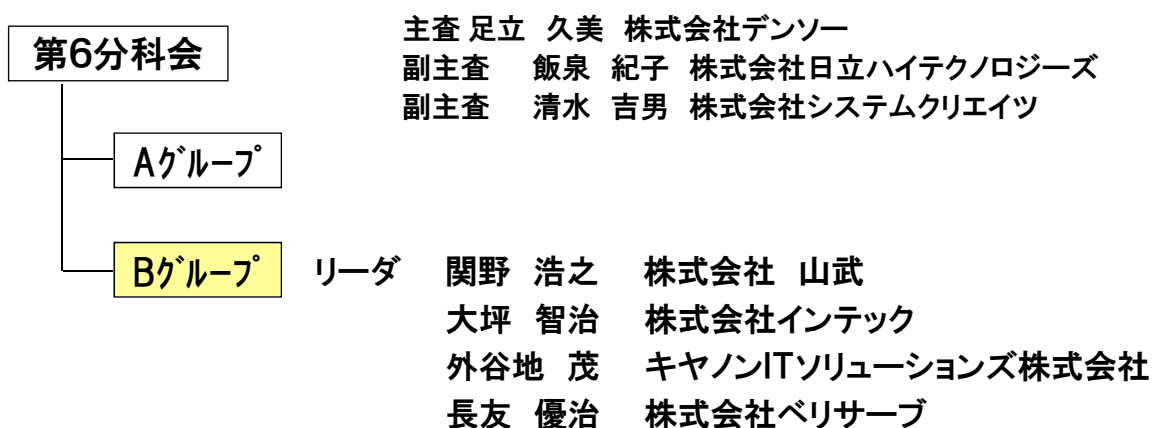 第6分科会
主査 足立 久美 株式会社デンソー
副主査 飯泉 紀子 株式会社日立ハイテクノロジーズ
副主査 清水 吉男 株式会社システムクリエイツ
Aｸﾞﾙｰﾌﾟ
Bｸﾞﾙｰﾌﾟ リーダ 関野 浩之 株式会社 山武
大坪 智治 株式会社インテック
外谷地 茂 キヤノンITソリューションズ株式会社
長友 優治 株式会社ベリサーブ